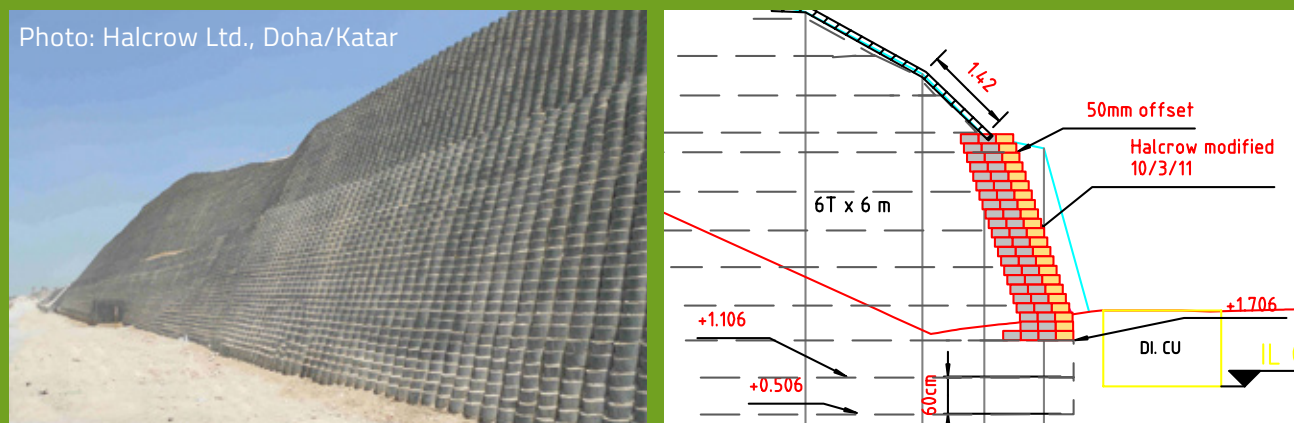 Photo: Halcrow Ltd., Doha/Katar
1.42
50mm offset
Halcrow modified
10/3/11
6T x 6 m
+1.106
+1.706
DI. CU
IL
+0.506
60cm